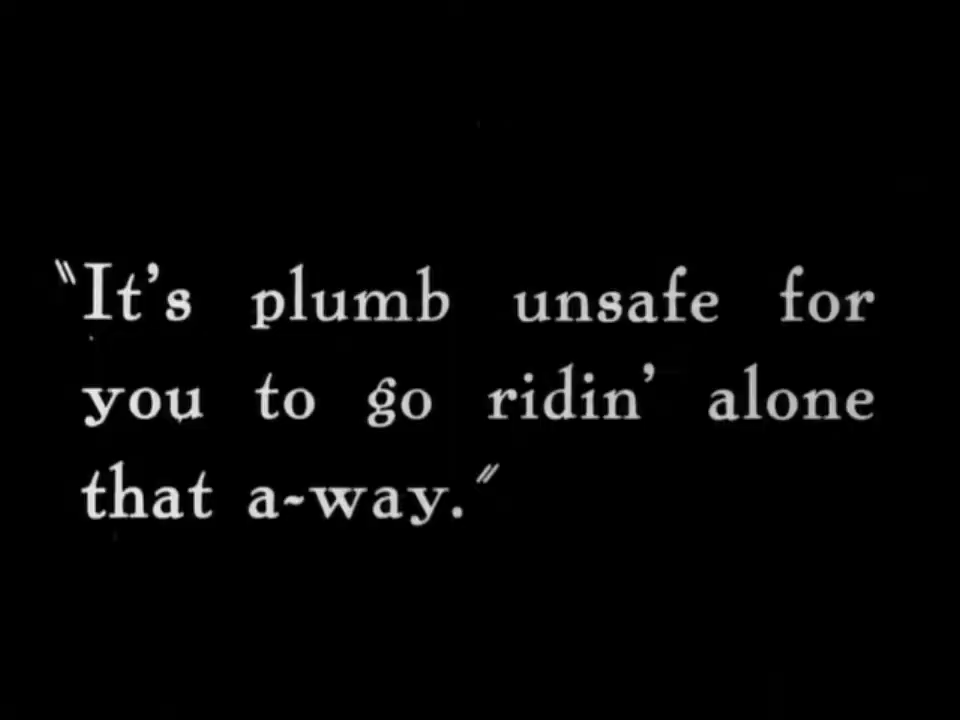 "It's plumb unsafe for
you to go ridin' alone
that a-way."